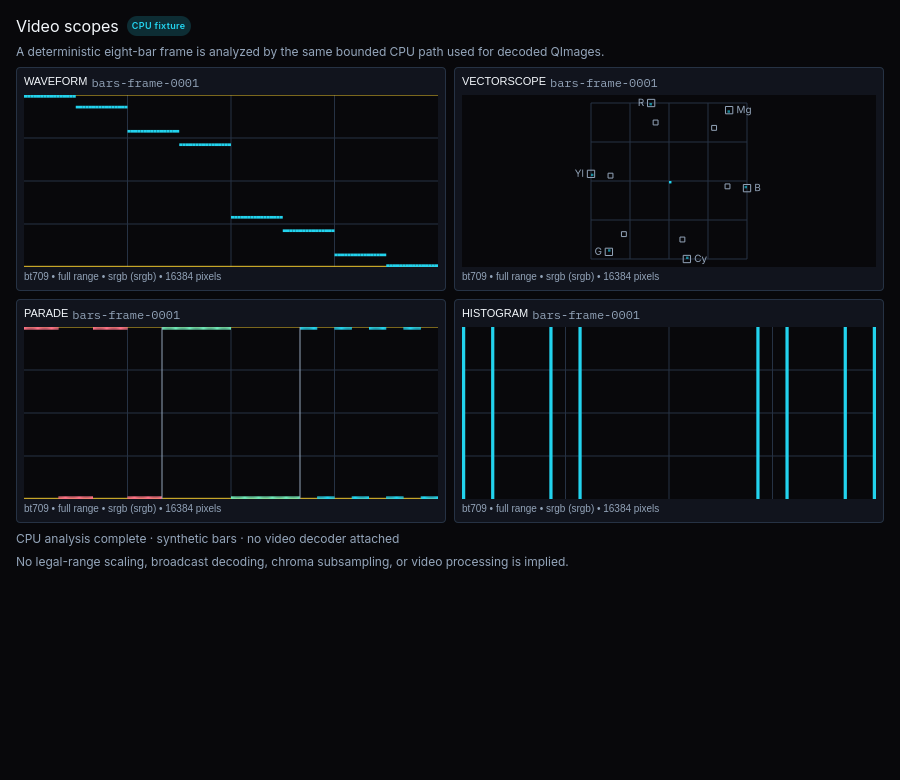 Video scopes CPU fixture
A deterministic eight-bar frame is analyzed by the same bounded CPU path used for decoded QImages.
WAVEFORM bars-frame-0001
bt709 • full range • srgb (srgb) • 16384 pixels
VECTORSCOPE bars-frame-0001
R
Mg
Yl
B
G
Cy
bt709 • full range • srgb (srgb) • 16384 pixels
PARADE bars-frame-0001
bt709 • full range • srgb (srgb) • 16384 pixels
HISTOGRAM bars-frame-0001
bt709 • full range • srgb (srgb) • 16384 pixels
CPU analysis complete · synthetic bars · no video decoder attached
No legal-range scaling, broadcast decoding, chroma subsampling, or video processing is implied.